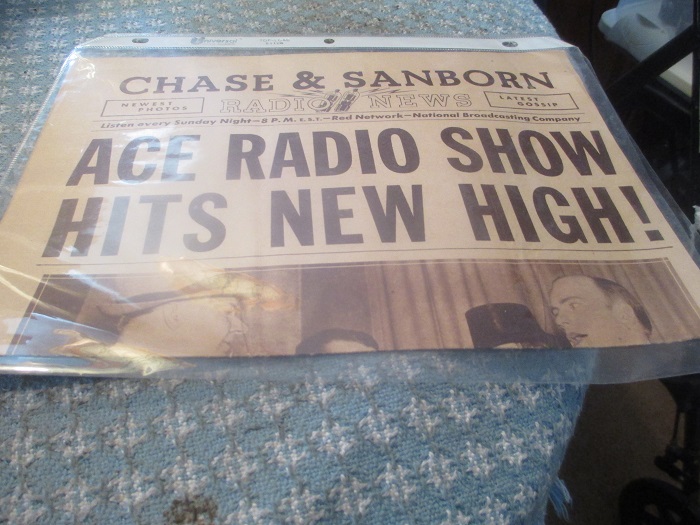 CHASE & SANBORN
NEWEST PHOTOS
RADIO NEWS
LATEST GOSSIP
Listen every Sunday Night—8 P.M. E.S.T.—Red Network—National Broadcasting Company
ACE RADIO SHOW
HITS NEW HIGH!